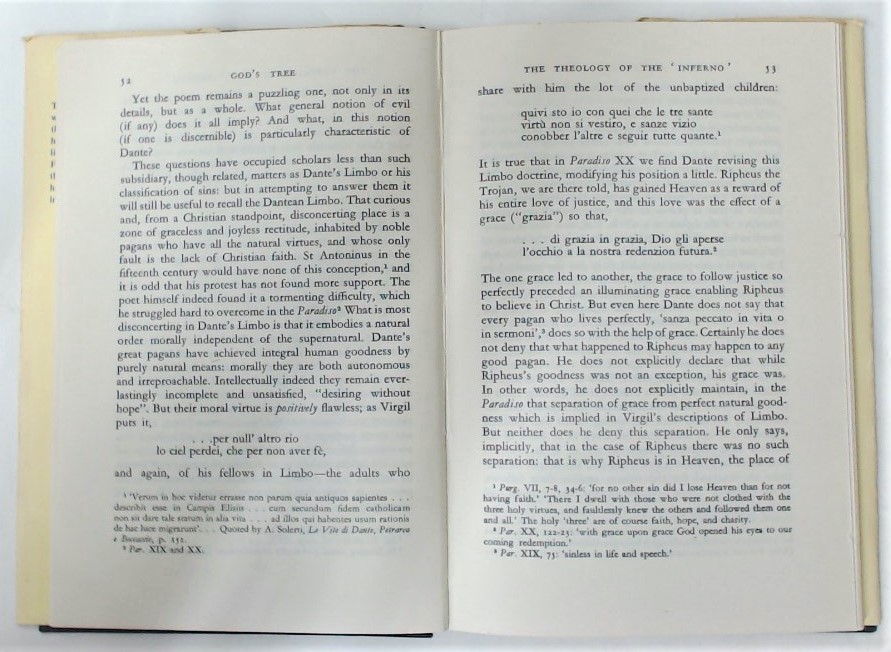 52
GOD'S TREE
Yet the poem remains a puzzling one, not only in its
details, but as a whole. What general notion of evil
(if any) does it all imply? And what, in this notion
(if one is discernible) is particularly characteristic of
Dante?
These questions have occupied scholars less than such
subsidiary, though related, matters as Dante's Limbo or his
classification of sins: but in attempting to answer them it
will still be useful to recall the Dantean Limbo. That curious
and, from a Christian standpoint, disconcerting place is a
zone of graceless and joyless rectitude, inhabited by noble
pagans who have all the natural virtues, and whose only
fault is the lack of Christian faith. St Antoninus in the
fifteenth century would have none of this conception,¹ and
it is odd that his protest has not found more support. The
poet himself indeed found it a tormenting difficulty, which
he struggled hard to overcome in the Paradiso² What is most
disconcerting in Dante's Limbo is that it embodies a natural
order morally independent of the supernatural. Dante's
great pagans have achieved integral human goodness by
purely natural means: morally they are both autonomous
and irreproachable. Intellectually indeed they remain ever-
lastingly incomplete and unsatisfied, "desiring without
hope". But their moral virtue is positively flawless; as Virgil
puts it,
. . .per null' altro rio
lo ciel perdei, che per non aver fè,
and again, of his fellows in Limbo—the adults who
¹ 'Verum in hoc videtur errasse non parum quia antiquos sapientes . . .
describit esse in Campis Elisiis . . . cum secundum fidem catholicam
non sit dare tale statum in alia vita . . . ad illos qui habentes usum rationis
de hac luce migrarunt'. . . Quoted by A. Solerti, Le Vite di Dante, Petrarca
e Boccaccio, p. 152.
² Par. XIX and XX.
THE THEOLOGY OF THE 'INFERNO'
53
share with him the lot of the unbaptized children:
quivi sto io con quei che le tre sante
virtù non si vestiro, e sanze vizio
conobber l'altre e seguir tutte quante.¹
It is true that in Paradiso XX we find Dante revising this
Limbo doctrine, modifying his position a little. Ripheus the
Trojan, we are there told, has gained Heaven as a reward of
his entire love of justice, and this love was the effect of a
grace ("grazia") so that,
. . . di grazia in grazia, Dio gli aperse
l'occhio a la nostra redenzion futura.²
The one grace led to another, the grace to follow justice so
perfectly preceded an illuminating grace enabling Ripheus
to believe in Christ. But even here Dante does not say that
every pagan who lives perfectly, 'sanza peccato in vita o
in sermoni',³ does so with the help of grace. Certainly he does
not deny that what happened to Ripheus may happen to any
good pagan. He does not explicitly declare that while
Ripheus's goodness was not an exception, his grace was.
In other words, he does not explicitly maintain, in the
Paradiso that separation of grace from perfect natural good-
ness which is implied in Virgil's descriptions of Limbo.
But neither does he deny this separation. He only says,
implicitly, that in the case of Ripheus there was no such
separation: that is why Ripheus is in Heaven, the place of
¹ Purg. VII, 7-8, 34-6: 'for no other sin did I lose Heaven than for not
having faith.' 'There I dwell with those who were not clothed with the
three holy virtues, and faultlessly knew the others and followed them one
and all.' The holy 'three' are of course faith, hope, and charity.
² Par. XX, 122-23: 'with grace upon grace God opened his eyes to our
coming redemption.'
³ Par. XIX, 75: 'sinless in life and speech.'